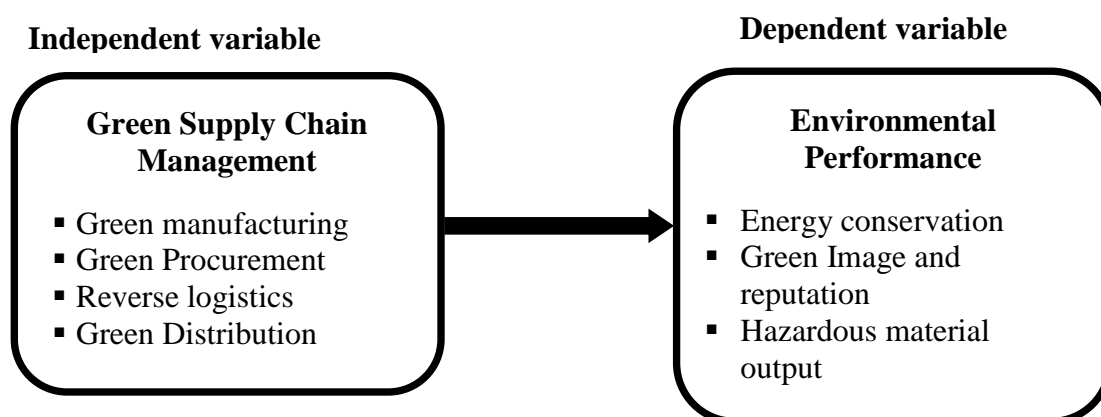 Independent variable
Green Supply Chain
Management
▪ Green manufacturing
▪ Green Procurement
▪ Reverse logistics
▪ Green Distribution
Dependent variable
Environmental
Performance
▪ Energy conservation
▪ Green Image and
reputation
▪ Hazardous material
output